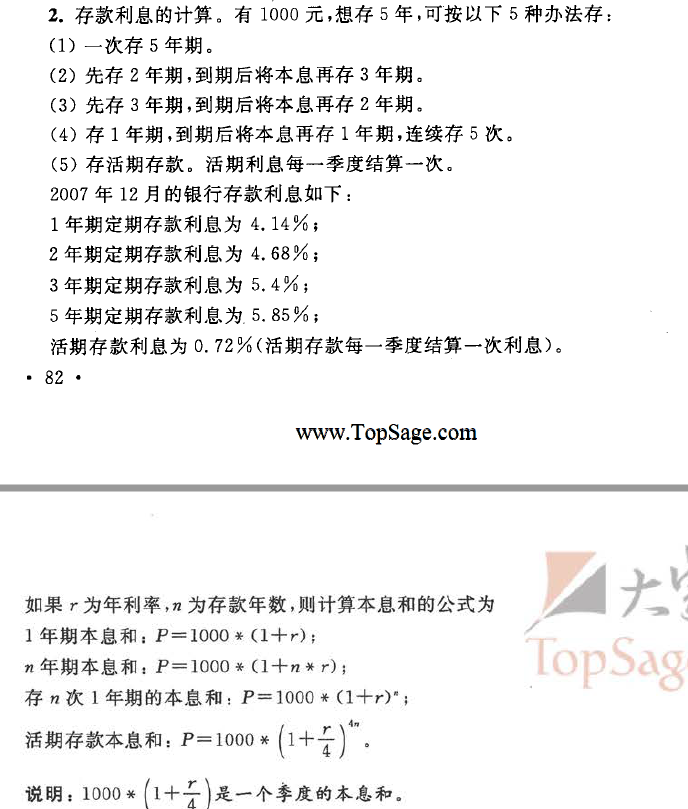 2. 存款利息的计算。有 1000 元,想存 5 年,可按以下 5 种办法存:
(1) 一次存 5 年期。
(2) 先存 2 年期,到期后将本息再存 3 年期。
(3) 先存 3 年期,到期后将本息再存 2 年期。
(4) 存 1 年期,到期后将本息再存 1 年期,连续存 5 次。
(5) 存活期存款。活期利息每一季度结算一次。
2007 年 12 月的银行存款利息如下:
1 年期定期存款利息为 4.14%;
2 年期定期存款利息为 4.68%;
3 年期定期存款利息为 5.4%;
5 年期定期存款利息为 5.85%;
活期存款利息为 0.72%(活期存款每一季度结算一次利息)。
• 82 •
www.TopSage.com
如果 r 为年利率,n 为存款年数,则计算本息和的公式为
1 年期本息和:P=1000 * (1+r);
n 年期本息和:P=1000 * (1+n * r);
存 n 次 1 年期的本息和:P=1000 * (1+r)ⁿ;
活期存款本息和:P=1000 * (1+r/4)⁴ⁿ。
说明:1000 * (1+r/4)是一个季度的本息和。
大
TopSag